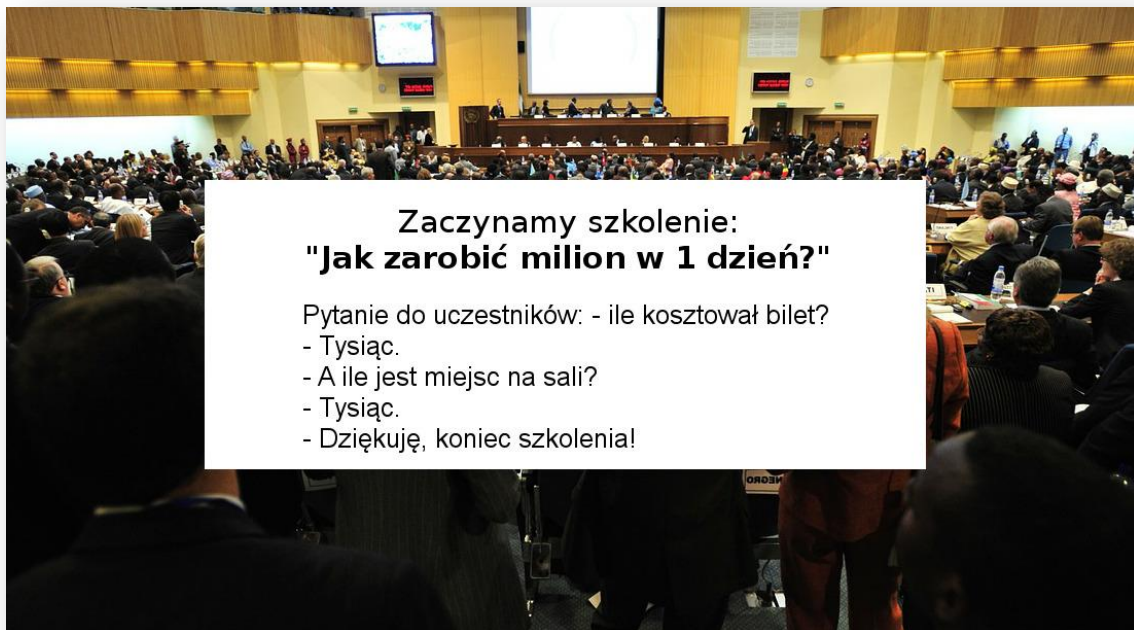 Zaczynamy szkolenie:
"Jak zarobić milion w 1 dzień?"
Pytanie do uczestników: - ile kosztował bilet?
- Tysiąc.
- A ile jest miejsc na sali?
- Tysiąc.
- Dziękuję, koniec szkolenia!